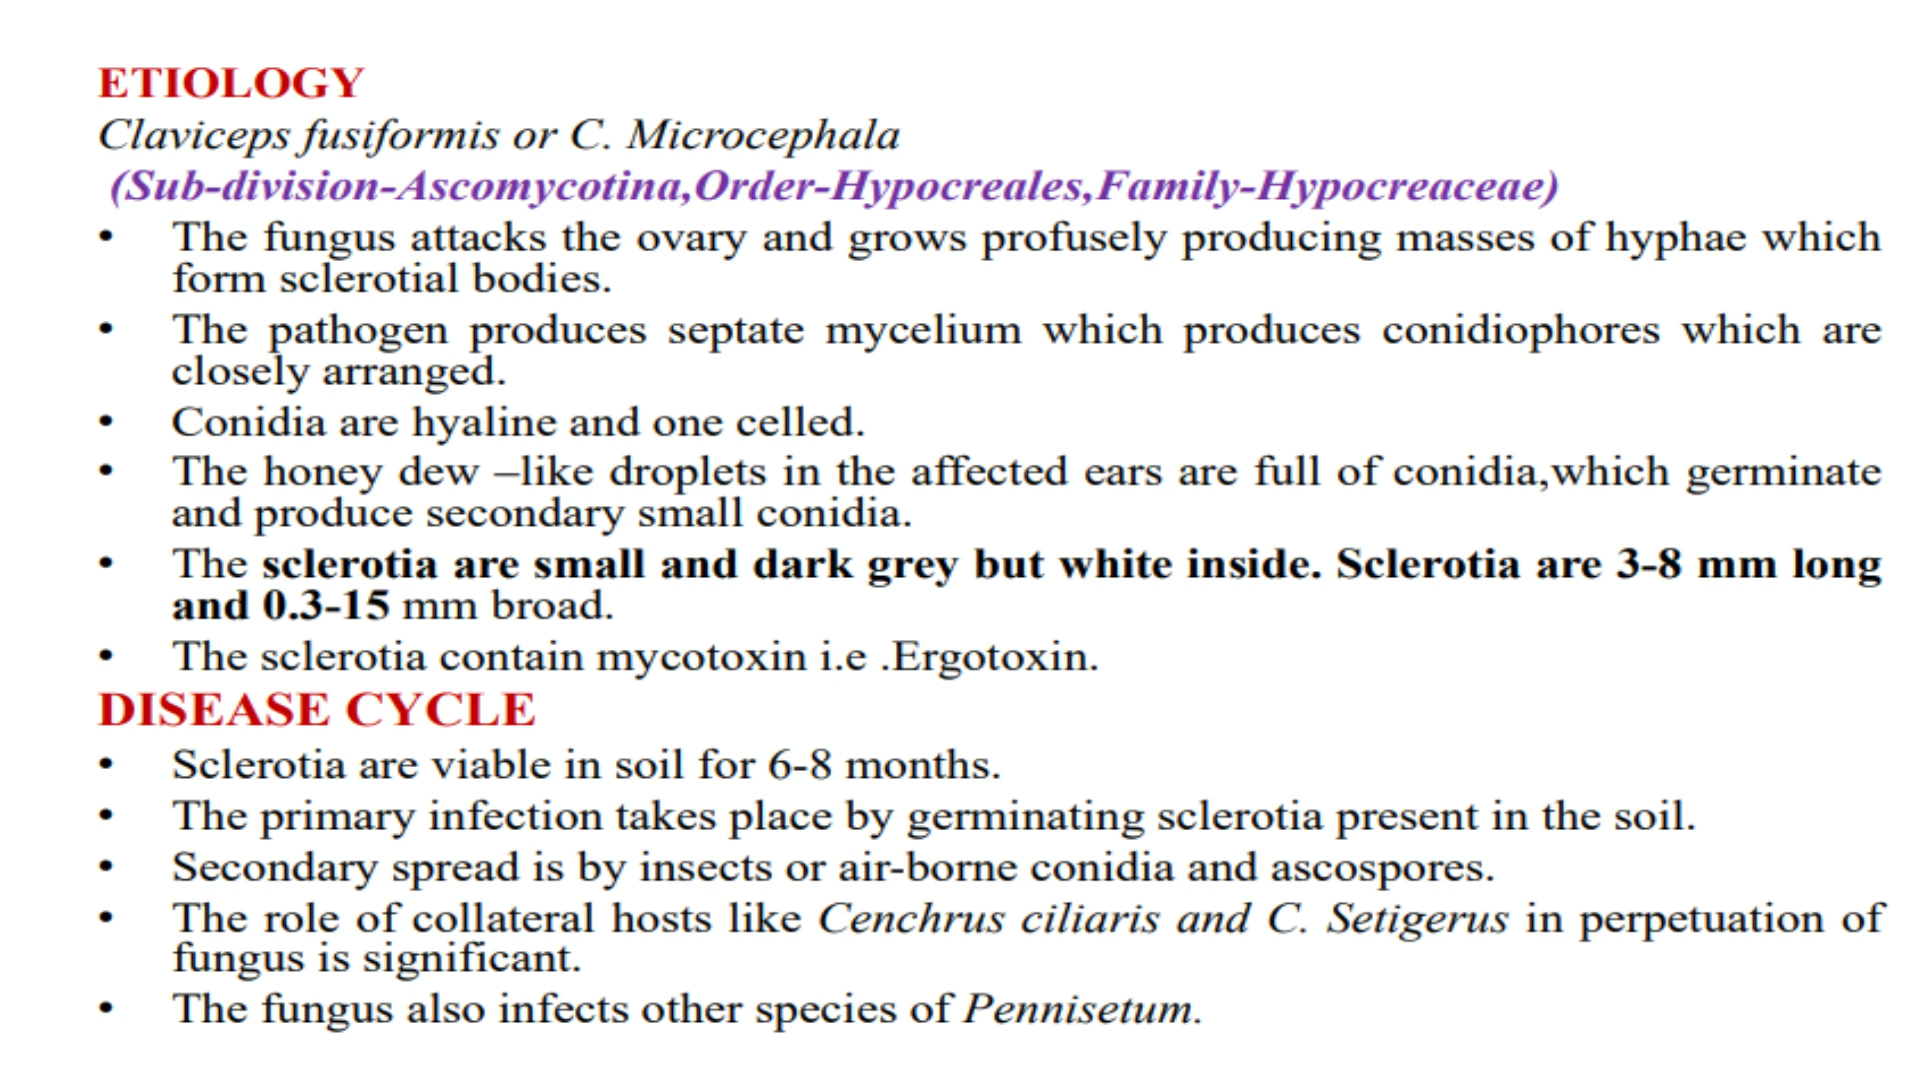 ETIOLOGY
Claviceps fusiformis or C. Microcephala
(Sub-division-Ascomycotina,Order-Hypocreales,Family-Hypocreaceae)
• The fungus attacks the ovary and grows profusely producing masses of hyphae which
form sclerotial bodies.
• The pathogen produces septate mycelium which produces conidiophores which are
closely arranged.
• Conidia are hyaline and one celled.
• The honey dew –like droplets in the affected ears are full of conidia,which germinate
and produce secondary small conidia.
• The sclerotia are small and dark grey but white inside. Sclerotia are 3-8 mm long
and 0.3-15 mm broad.
• The sclerotia contain mycotoxin i.e .Ergotoxin.
DISEASE CYCLE
• Sclerotia are viable in soil for 6-8 months.
• The primary infection takes place by germinating sclerotia present in the soil.
• Secondary spread is by insects or air-borne conidia and ascospores.
• The role of collateral hosts like Cenchrus ciliaris and C. Setigerus in perpetuation of
fungus is significant.
• The fungus also infects other species of Pennisetum.